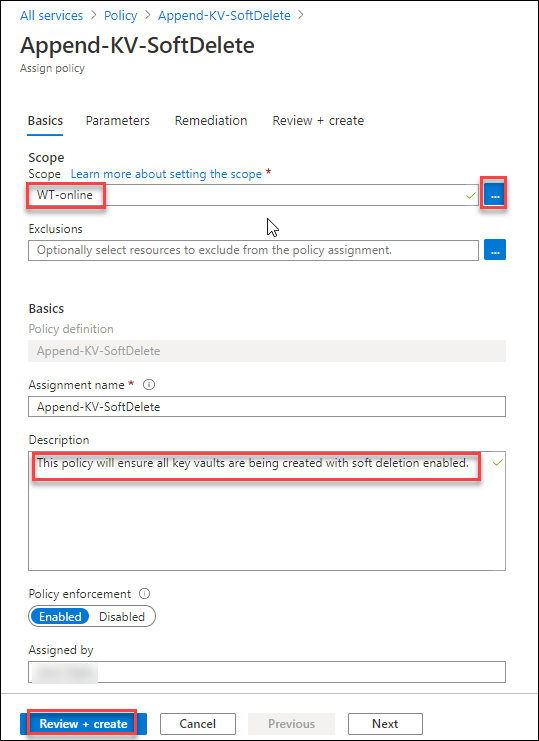 All services > Policy > Append-KV-SoftDelete >
Append-KV-SoftDelete
Assign policy
Basics Parameters Remediation Review + create
Scope
Scope Learn more about setting the scope *
WT-online ...
Exclusions
Optionally select resources to exclude from the policy assignment. ...
Basics
Policy definition
Append-KV-SoftDelete
Assignment name *
Append-KV-SoftDelete
Description
This policy will ensure all key vaults are being created with soft deletion enabled.
Policy enforcement
Enabled Disabled
Assigned by
Review + create Cancel Previous Next